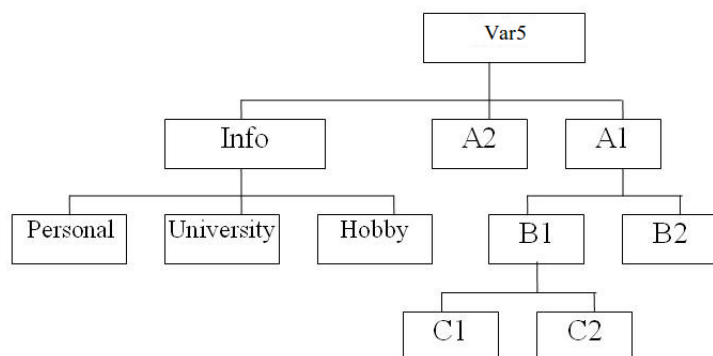 Var5
Info
A2
A1
Personal
University
Hobby
B1
B2
C1
C2